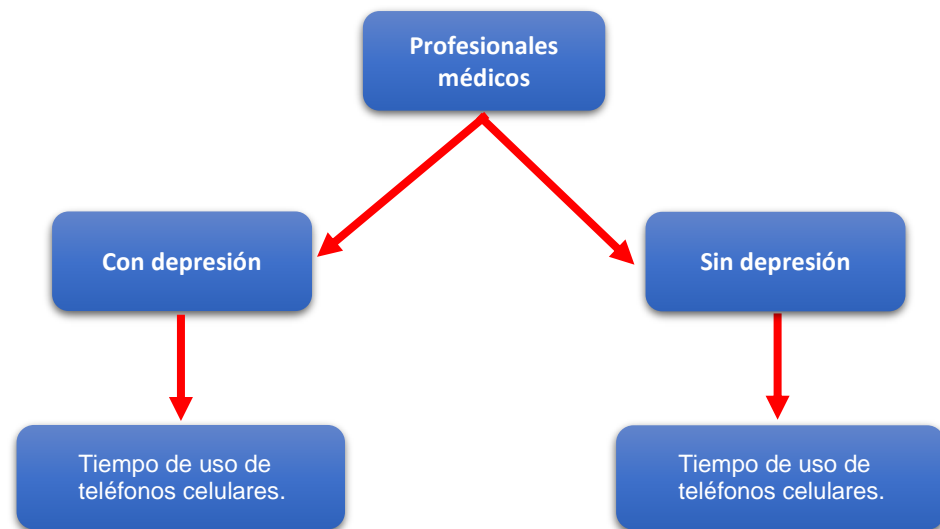 Profesionales
médicos
Con depresión
Sin depresión
Tiempo de uso de
teléfonos celulares.
Tiempo de uso de
teléfonos celulares.